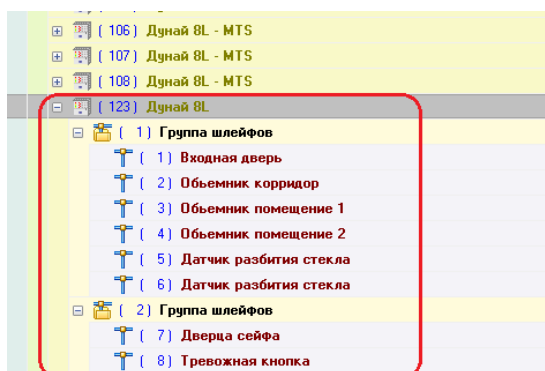 ( 106) Дунай 8L - MTS
( 107) Дунай 8L - MTS
( 108) Дунай 8L - MTS
( 123) Дунай 8L
( 1) Группа шлейфов
( 1) Входная дверь
( 2) Обьемник корридор
( 3) Обьемник помещение 1
( 4) Обьемник помещение 2
( 5) Датчик разбития стекла
( 6) Датчик разбития стекла
( 2) Группа шлейфов
( 7) Дверца сейфа
( 8) Тревожная кнопка